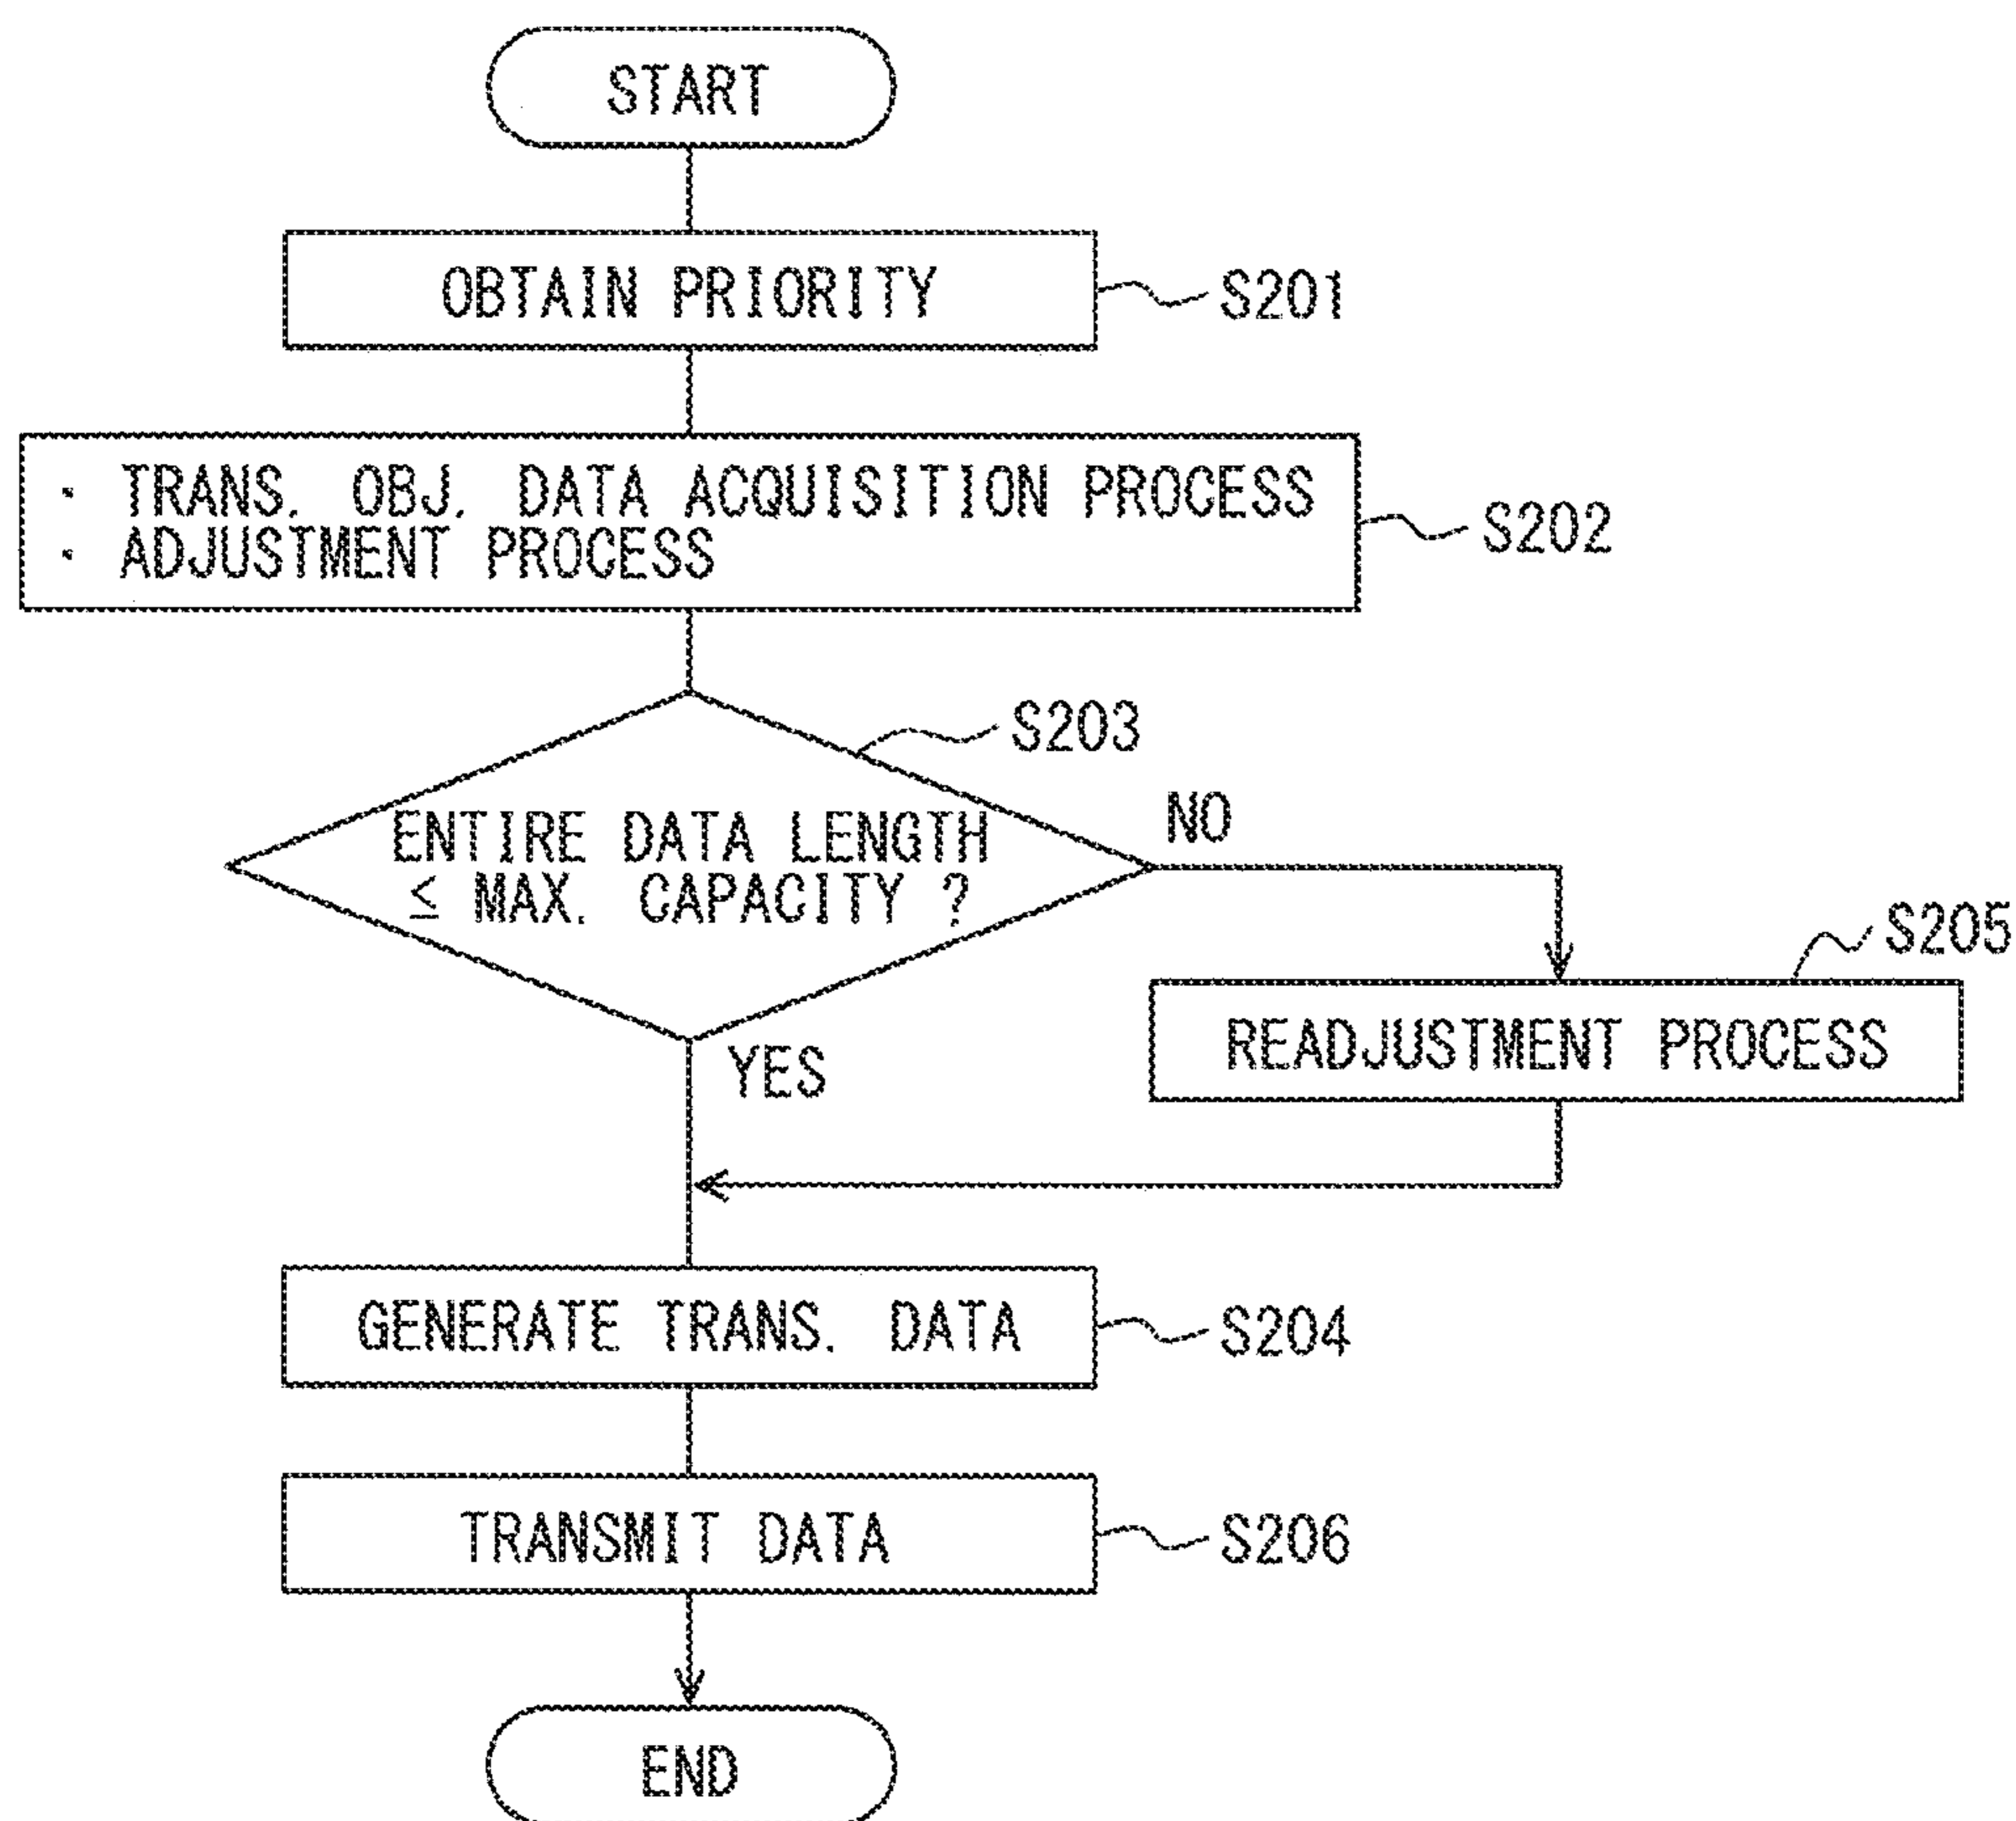 START
OBTAIN PRIORITY
S201
· TRANS. OBJ. DATA ACQUISITION PROCESS
· ADJUSTMENT PROCESS
S202
S203
ENTIRE DATA LENGTH
≤ MAX. CAPACITY ?
NO
S205
READJUSTMENT PROCESS
YES
GENERATE TRANS. DATA
S204
TRANSMIT DATA
S206
END